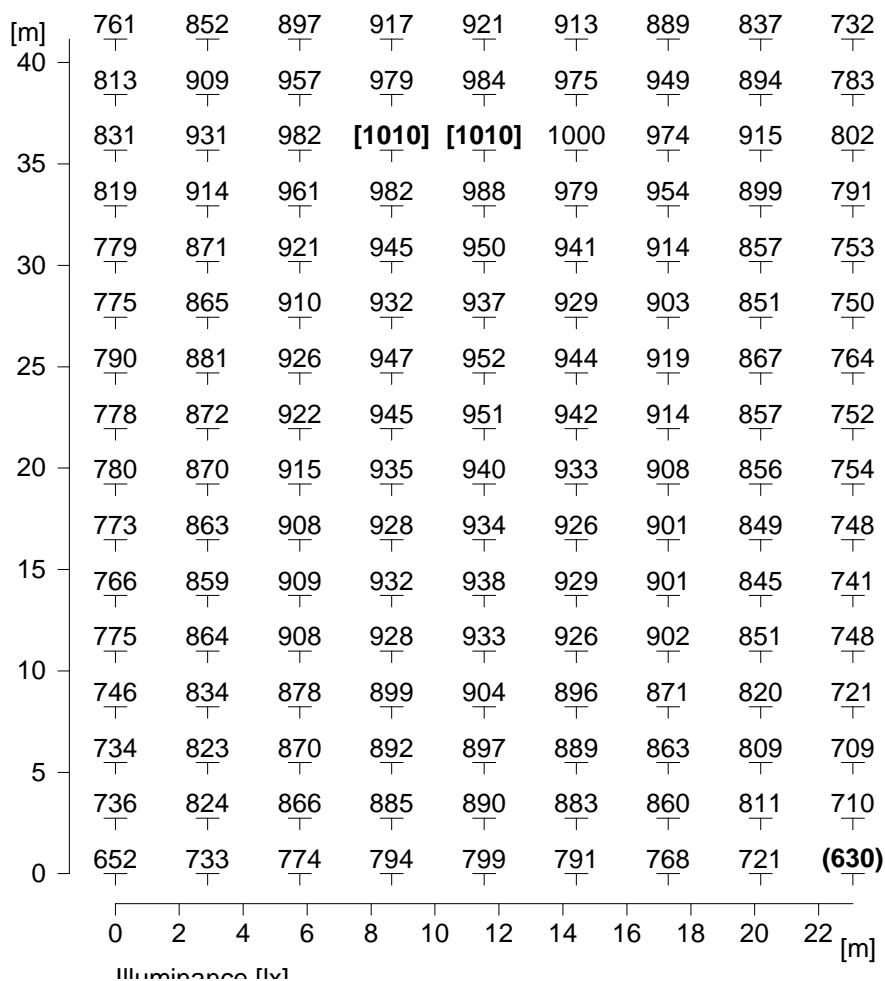 [m] 761 852 897 917 921 913 889 837 732
40
813 909 957 979 984 975 949 894 783
831 931 982 [1010] [1010] 1000 974 915 802
35
819 914 961 982 988 979 954 899 791
779 871 921 945 950 941 914 857 753
30
775 865 910 932 937 929 903 851 750
25 790 881 926 947 952 944 919 867 764
778 872 922 945 951 942 914 857 752
20 780 870 915 935 940 933 908 856 754
773 863 908 928 934 926 901 849 748
15
766 859 909 932 938 929 901 845 741
775 864 908 928 933 926 902 851 748
10
746 834 878 899 904 896 871 820 721
734 823 870 892 897 889 863 809 709
5
736 824 866 885 890 883 860 811 710
0 652 733 774 794 799 791 768 721 (630)
0 2 4 6 8 10 12 14 16 18 20 22 [m]
Illuminance [lx]